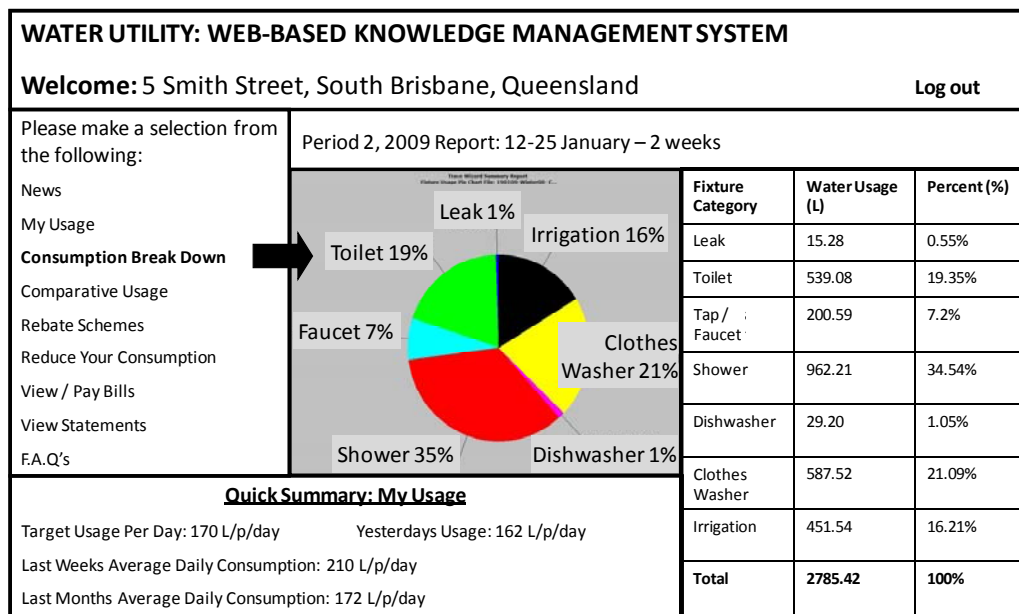 WATER UTILITY: WEB-BASED KNOWLEDGE MANAGEMENT SYSTEM
Welcome: 5 Smith Street, South Brisbane, Queensland
Log out
Please make a selection from
the following:
News
My Usage
Consumption Break Down
Comparative Usage
Rebate Schemes
Reduce Your Consumption
View / Pay Bills
View Statements
F.A.Q's
Period 2, 2009 Report: 12-25 January – 2 weeks
Trace Wizard Summary Report
Leak 1%
Irrigation 16%
Toilet 19%
Faucet 7%
Clothes
Washer 21%
Shower 35%
Dishwasher 1%
Fixture Category Water Usage (L) Percent (%)
Leak 15.28 0.55%
Toilet 539.08 19.35%
Tap / Faucet 200.59 7.2%
Shower 962.21 34.54%
Dishwasher 29.20 1.05%
Clothes Washer 587.52 21.09%
Irrigation 451.54 16.21%
Total 2785.42 100%
Quick Summary: My Usage
Target Usage Per Day: 170 L/p/day Yesterdays Usage: 162 L/p/day
Last Weeks Average Daily Consumption: 210 L/p/day
Last Months Average Daily Consumption: 172 L/p/day